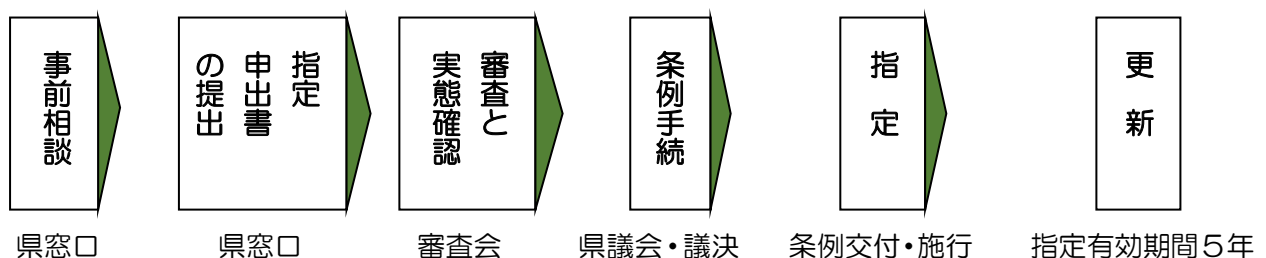 事前相談
指定
申出書
の提出
審査と
実態確認
条例手続
指定
更新
県窓口
県窓口
審査会
県議会・議決
条例交付・施行
指定有効期間５年